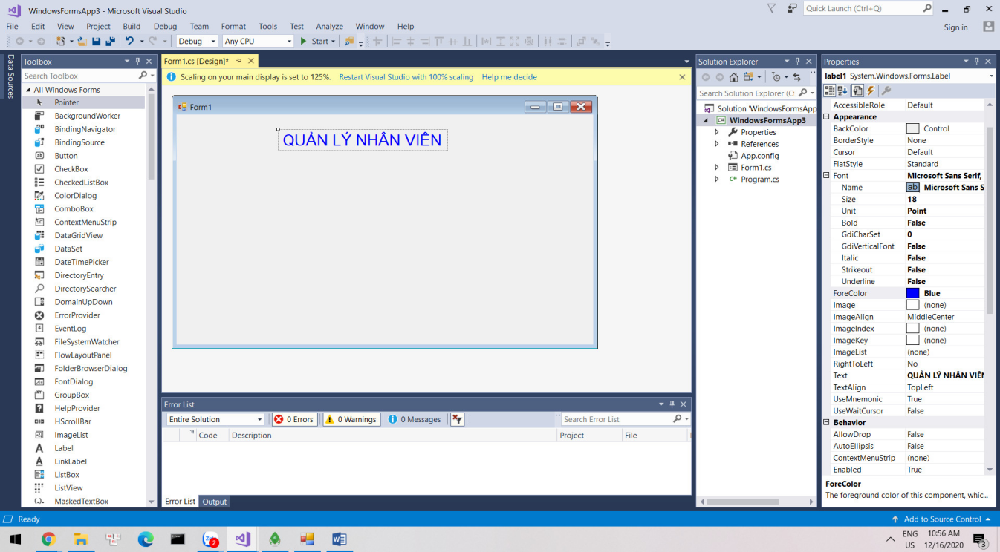 WindowsFormsApp3 - Microsoft Visual Studio
Quick Launch (Ctrl+Q)
File Edit View Project Build Debug Team Format Tools Test Analyze Window Help
Sign in
Debug Any CPU Start
Data Sources
Toolbox
Search Toolbox
All Windows Forms
Pointer
BackgroundWorker
BindingNavigator
BindingSource
Button
CheckBox
CheckedListBox
ColorDialog
ComboBox
ContextMenuStrip
DataGridView
DataSet
DateTimePicker
DirectoryEntry
DirectorySearcher
DomainUpDown
ErrorProvider
EventLog
FileSystemWatcher
FlowLayoutPanel
FolderBrowserDialog
FontDialog
GroupBox
HelpProvider
HScrollBar
ImageList
Label
LinkLabel
ListBox
ListView
MaskedTextBox
Form1.cs [Design]*
Scaling on your main display is set to 125%. Restart Visual Studio with 100% scaling Help me decide
Form1
QUẢN LÝ NHÂN VIÊN
Error List
Entire Solution 0 Errors 0 Warnings 0 Messages Search Error List
Code Description Project File
Error List Output
Solution Explorer
Search Solution Explorer (C
Solution 'WindowsFormsApp
WindowsFormsApp3
Properties
References
App.config
Form1.cs
Program.cs
Properties
label1 System.Windows.Forms.Label
AccessibleRole Default
Appearance
BackColor Control
BorderStyle None
Cursor Default
FlatStyle Standard
Font Microsoft Sans Serif,
Name ab Microsoft Sans S
Size 18
Unit Point
Bold False
GdiCharSet 0
GdiVerticalFont False
Italic False
Strikeout False
Underline False
ForeColor Blue
Image (none)
ImageAlign MiddleCenter
ImageIndex (none)
ImageKey (none)
ImageList (none)
RightToLeft No
Text QUẢN LÝ NHÂN VIÊN
TextAlign TopLeft
UseMnemonic True
UseWaitCursor False
Behavior
AllowDrop False
AutoEllipsis False
ContextMenuStrip (none)
Enabled True
ForeColor
The foreground color of this component, whic...
Ready
Add to Source Control
2
ENG
US
10:56 AM
12/16/2020
3